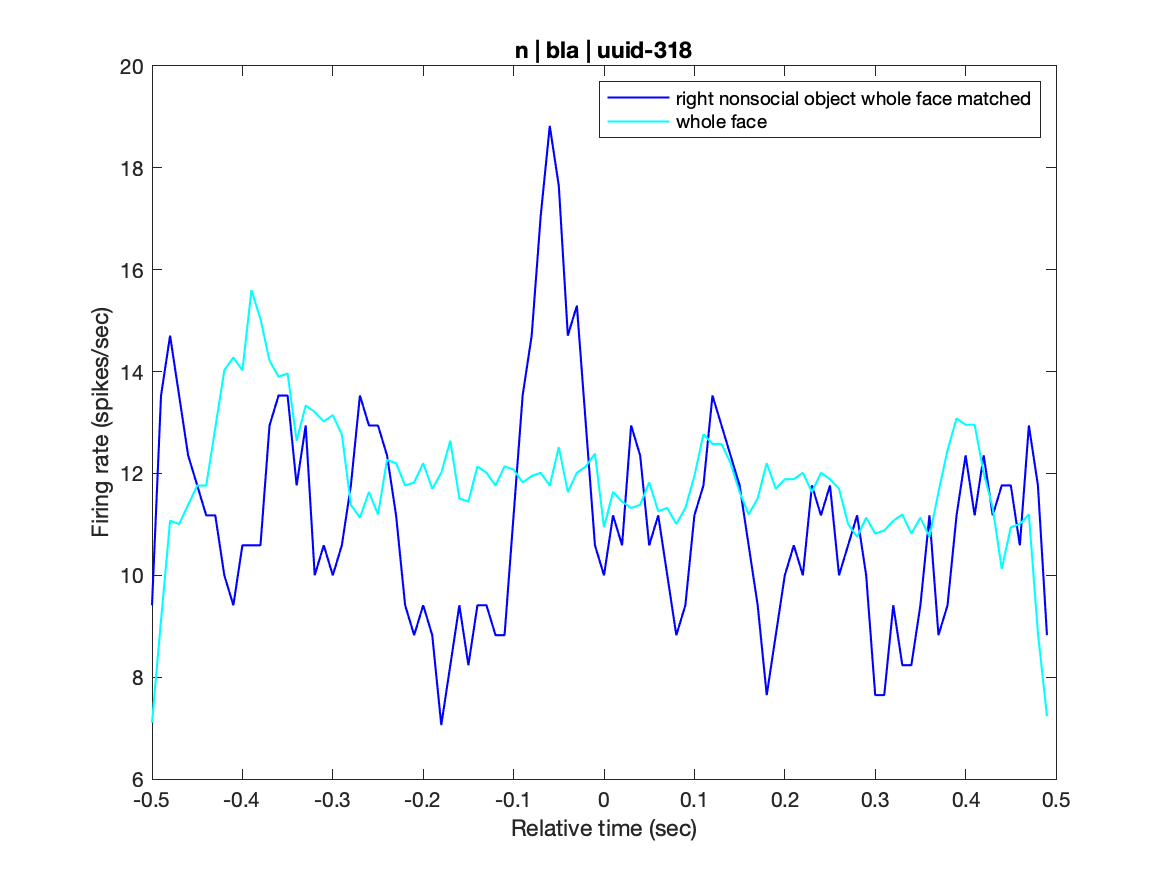 n | bla | uuid-318
right nonsocial object whole face matched
whole face
Firing rate (spikes/sec)
20
18
16
14
12
10
8
6
-0.5 -0.4 -0.3 -0.2 -0.1 0 0.1 0.2 0.3 0.4 0.5
Relative time (sec)